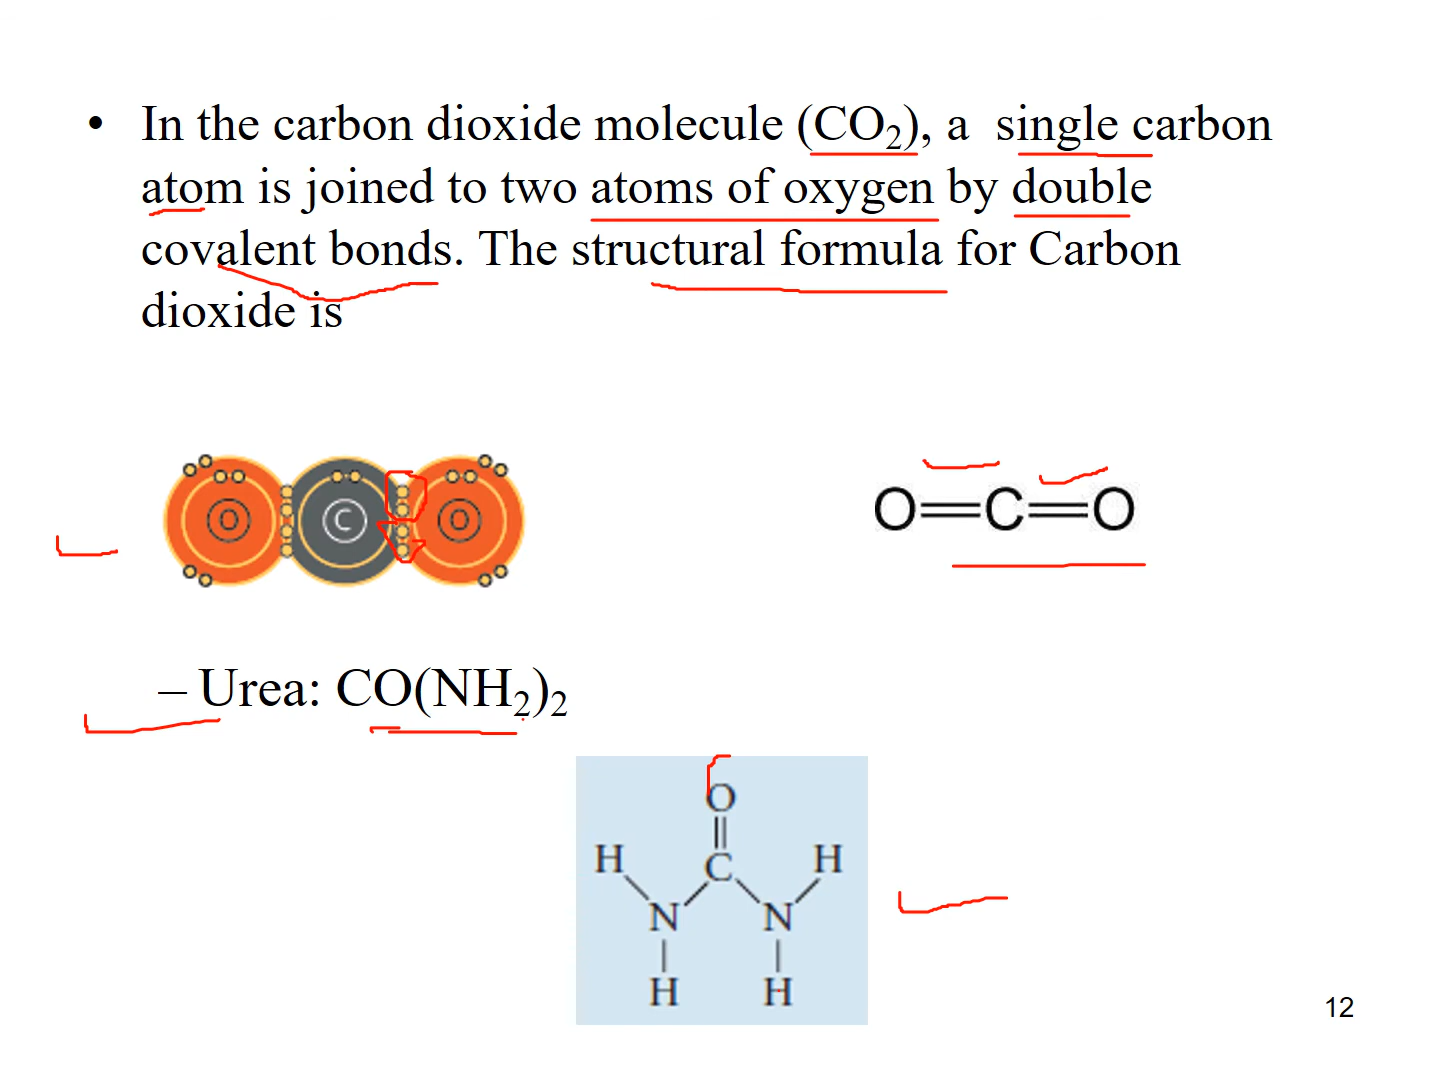 • In the carbon dioxide molecule (CO₂), a single carbon
atom is joined to two atoms of oxygen by double
covalent bonds. The structural formula for Carbon
dioxide is
O C O
O=C=O
– Urea: CO(NH₂)₂
O
H C H
N N
H H
12